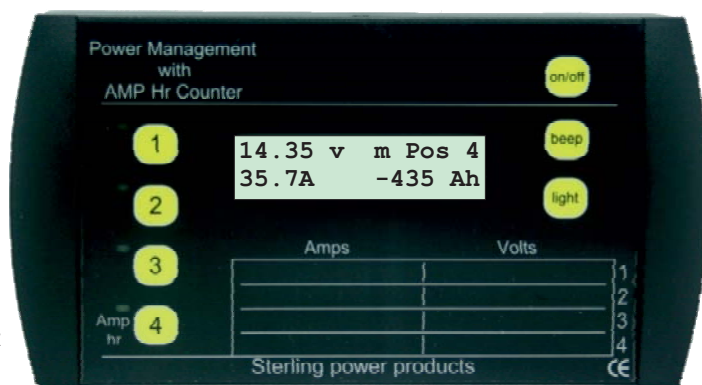 Power Management
with
AMP Hr Counter
on/off
1
beep
14.35 v m Pos 4
35.7A -435 Ah
2
light
Amps Volts
3
1
2
Amp
hr
4
3
4
Sterling power products CE